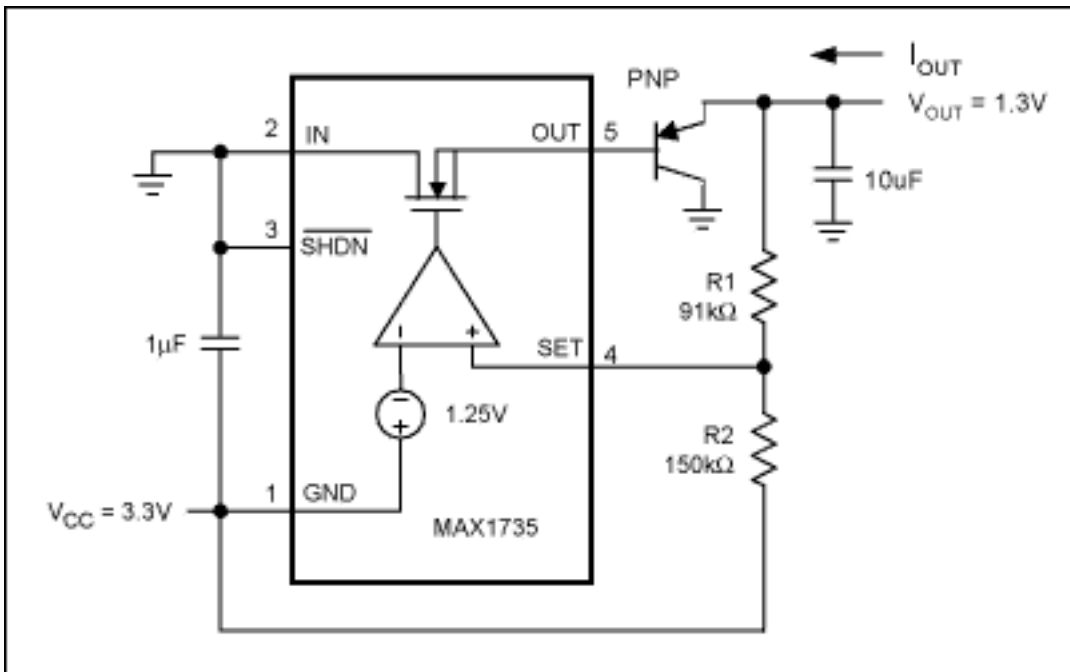 I_OUT
PNP
V_OUT = 1.3V
2
IN
OUT
5
10uF
3
SHDN
R1
91kΩ
1μF
SET
4
1.25V
R2
150kΩ
1
GND
V_CC = 3.3V
MAX1735